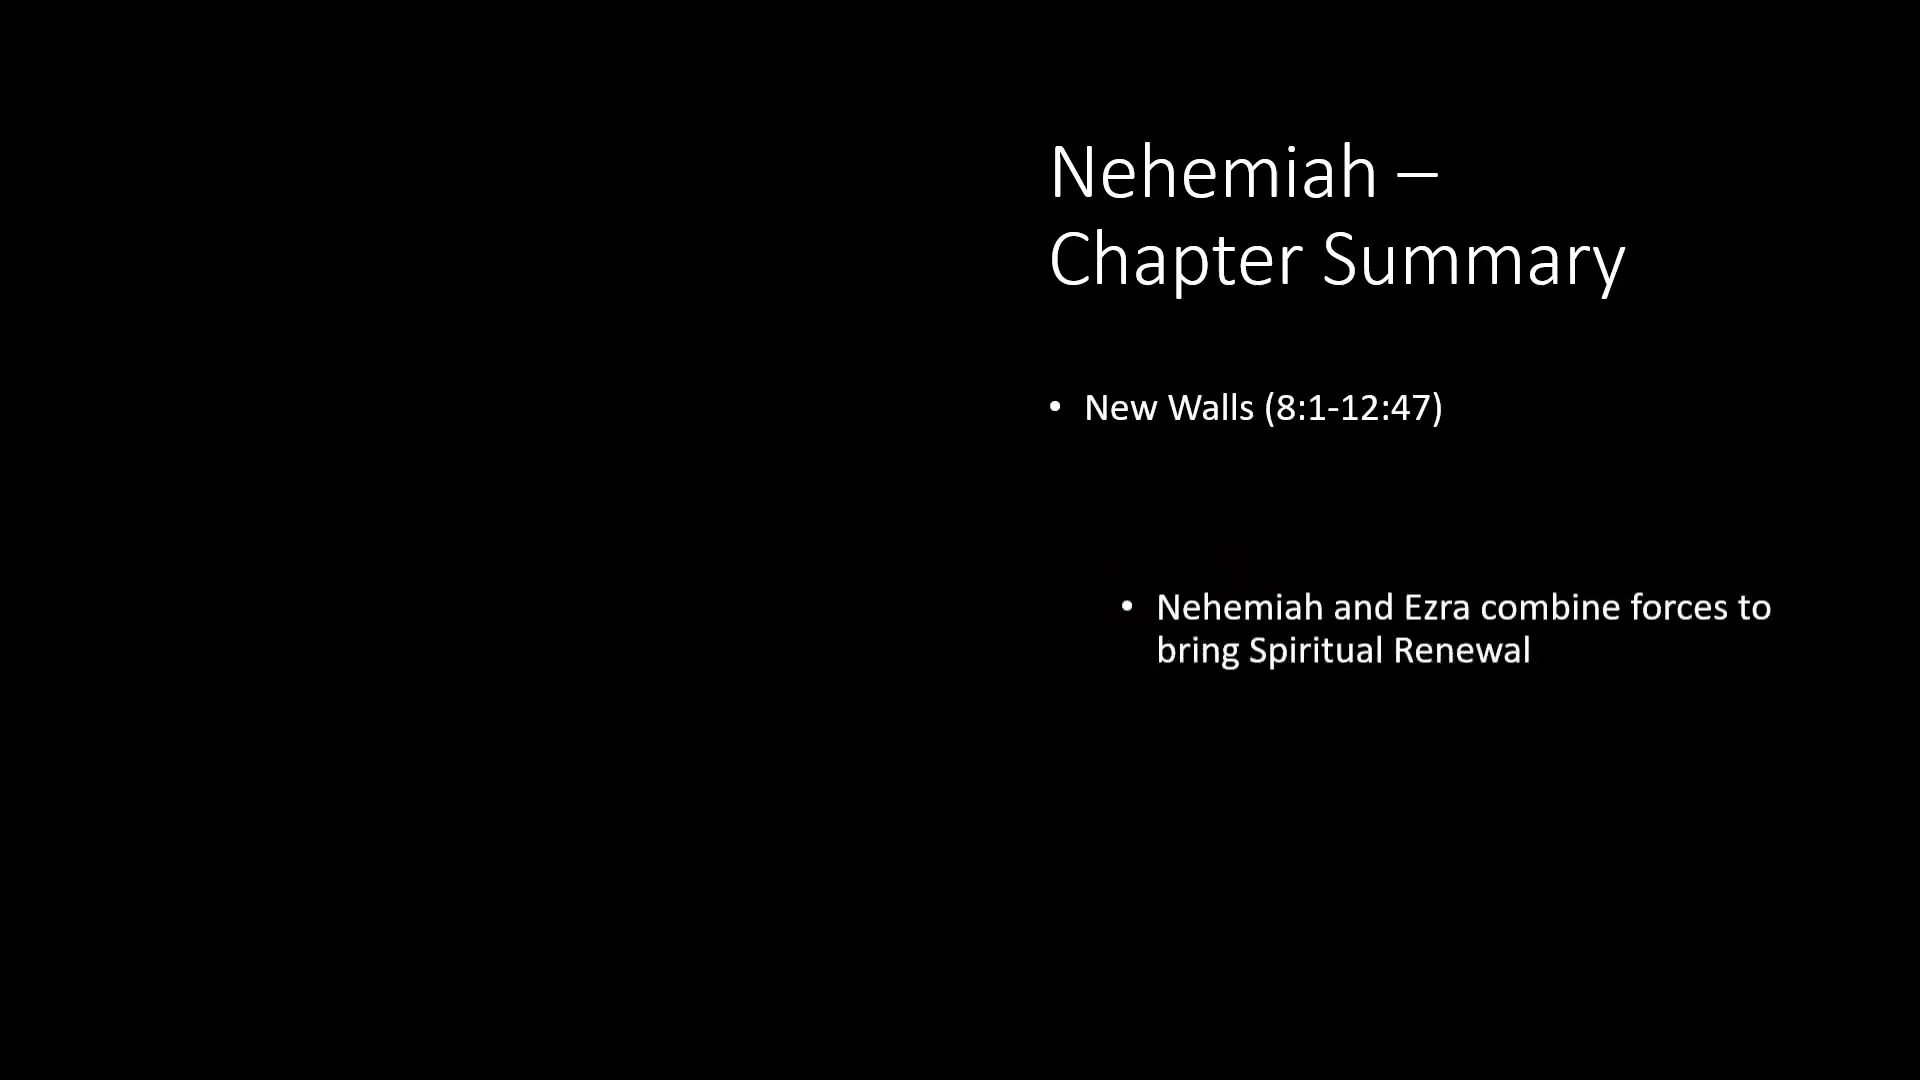 Nehemiah –
Chapter Summary
• New Walls (8:1-12:47)
• Nehemiah and Ezra combine forces to
bring Spiritual Renewal